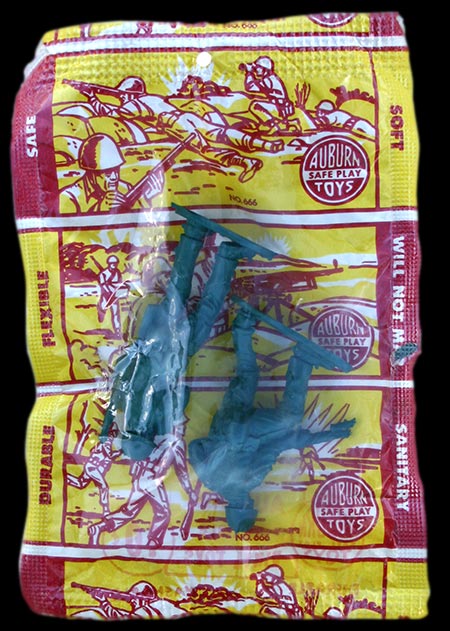 SAFE
SOFT
AUBURN
SAFE PLAY
TOYS
NO. 666
FLEXIBLE
WILL NOT
AUBURN
SAFE PLAY
TOYS
DURABLE
SANITARY
AUBURN
SAFE PLAY
TOYS
NO. 666